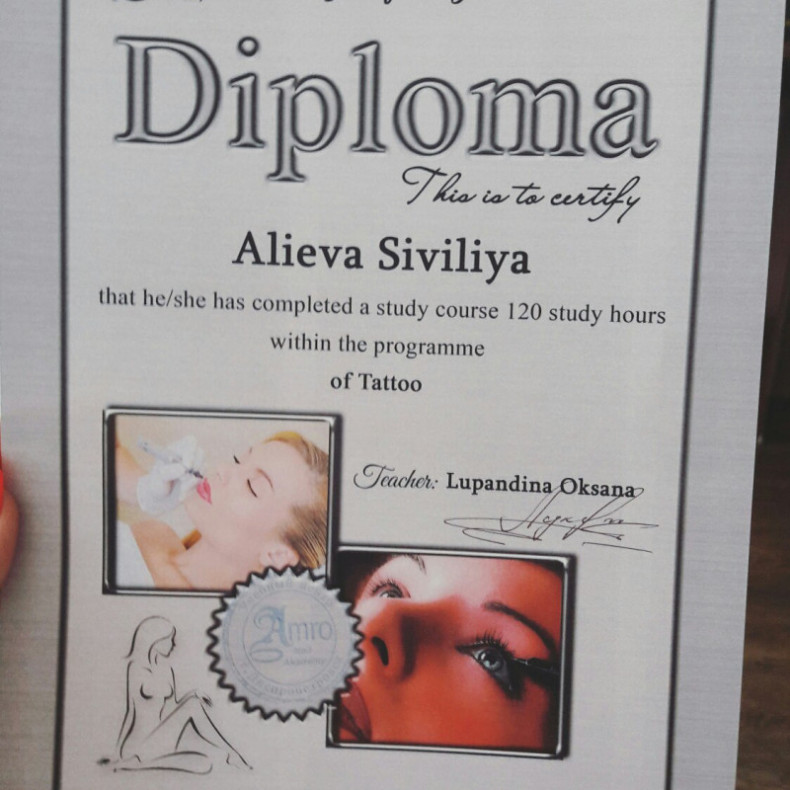 Diploma
This is to certify
Alieva Siviliya
that he/she has completed a study course 120 study hours
within the programme
of Tattoo
Teacher: Lupandina Oksana
Amro